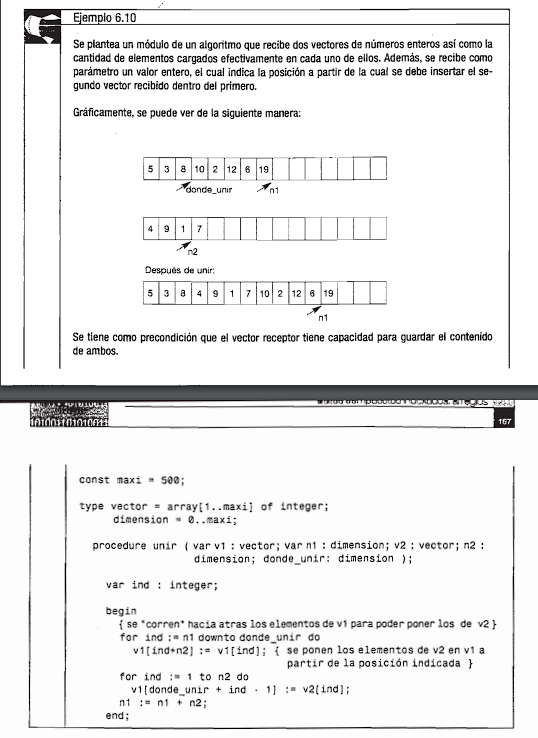 Ejemplo 6.10
Se plantea un módulo de un algoritmo que recibe dos vectores de números enteros así como la
cantidad de elementos cargados efectivamente en cada uno de ellos. Además, se recibe como
parámetro un valor entero, el cual indica la posición a partir de la cual se debe insertar el se-
gundo vector recibido dentro del primero.
Gráficamente, se puede ver de la siguiente manera:
5 3 8 10 2 12 6 19
donde_unir n1
4 9 1 7
n2
Después de unir:
5 3 8 4 9 1 7 10 2 12 6 19
n1
Se tiene como precondición que el vector receptor tiene capacidad para guardar el contenido
de ambos.
167
const maxi = 500;
type vector = array[1..maxi] of integer;
dimension = 0..maxi;
procedure unir ( var v1 : vector; var n1 : dimension; v2 : vector; n2 :
dimension; donde_unir: dimension );
var ind : integer;
begin
{ se "corren" hacia atras los elementos de v1 para poder poner los de v2 }
for ind := n1 downto donde_unir do
v1[ind+n2] := v1[ind]; { se ponen los elementos de v2 en v1 a
partir de la posición indicada }
for ind := 1 to n2 do
v1[donde_unir + ind - 1] := v2[ind];
n1 := n1 + n2;
end;